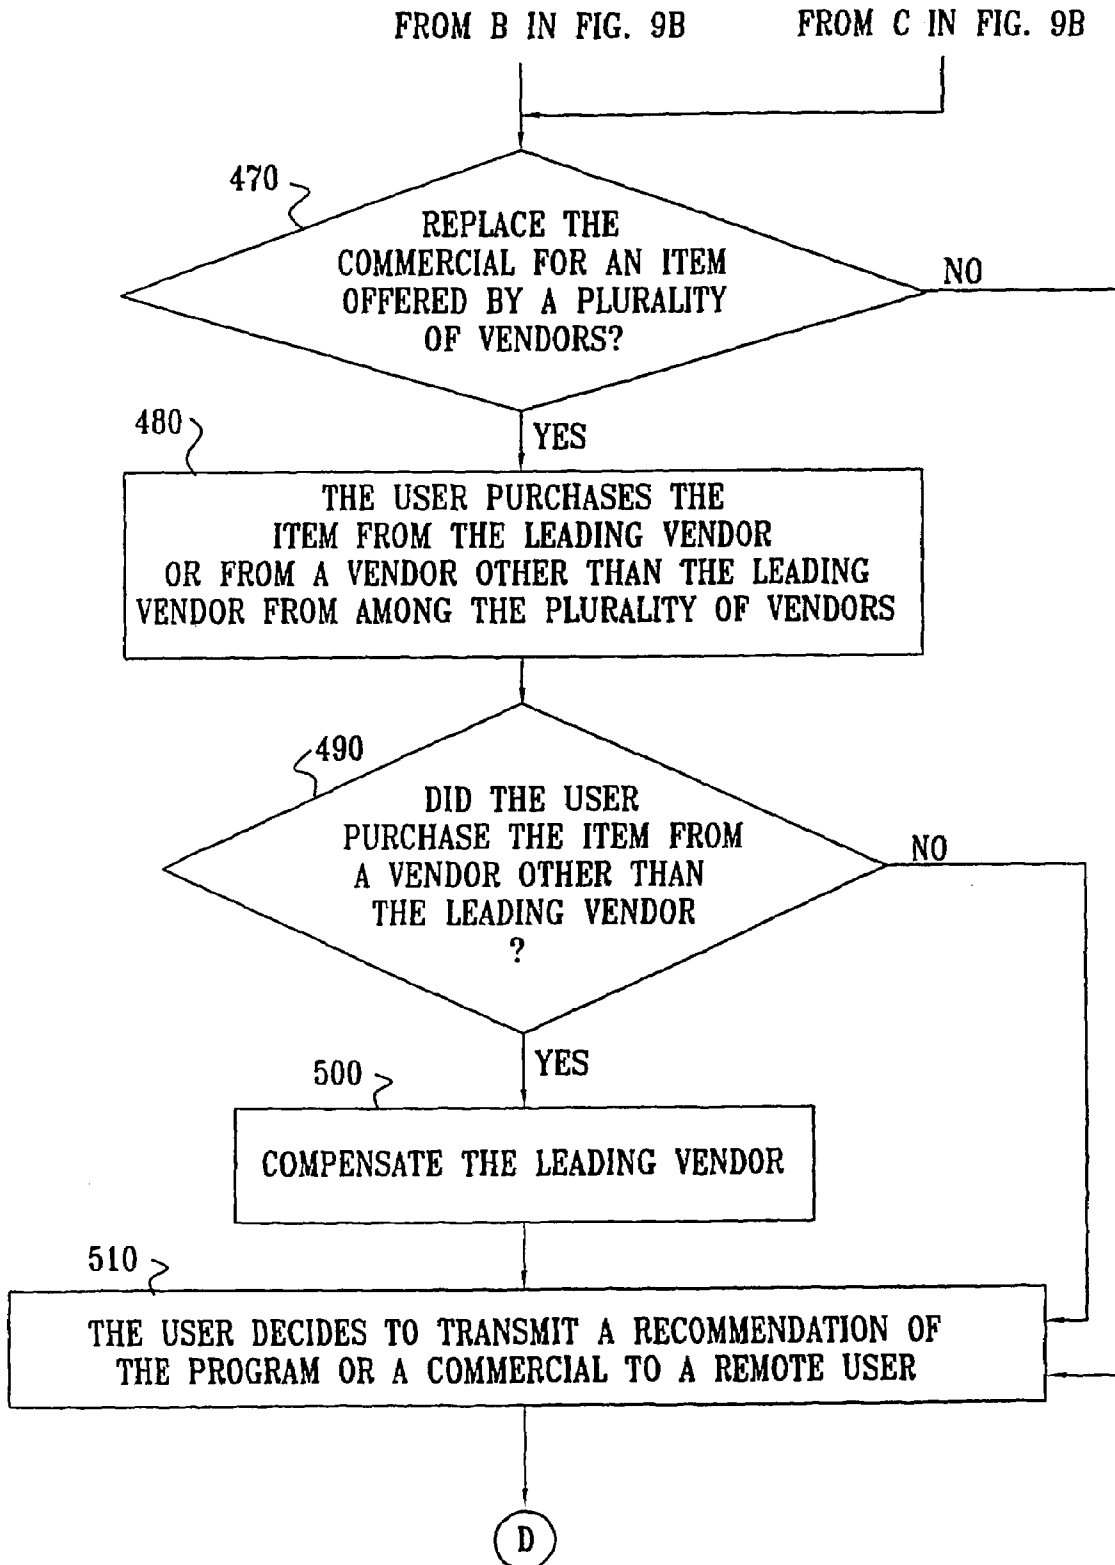 FROM B IN FIG. 9B
FROM C IN FIG. 9B
470
REPLACE THE
COMMERCIAL FOR AN ITEM
OFFERED BY A PLURALITY
OF VENDORS?
NO
YES
480
THE USER PURCHASES THE
ITEM FROM THE LEADING VENDOR
OR FROM A VENDOR OTHER THAN THE LEADING
VENDOR FROM AMONG THE PLURALITY OF VENDORS
490
DID THE USER
PURCHASE THE ITEM FROM
A VENDOR OTHER THAN
THE LEADING VENDOR
?
NO
YES
500
COMPENSATE THE LEADING VENDOR
510
THE USER DECIDES TO TRANSMIT A RECOMMENDATION OF
THE PROGRAM OR A COMMERCIAL TO A REMOTE USER
D